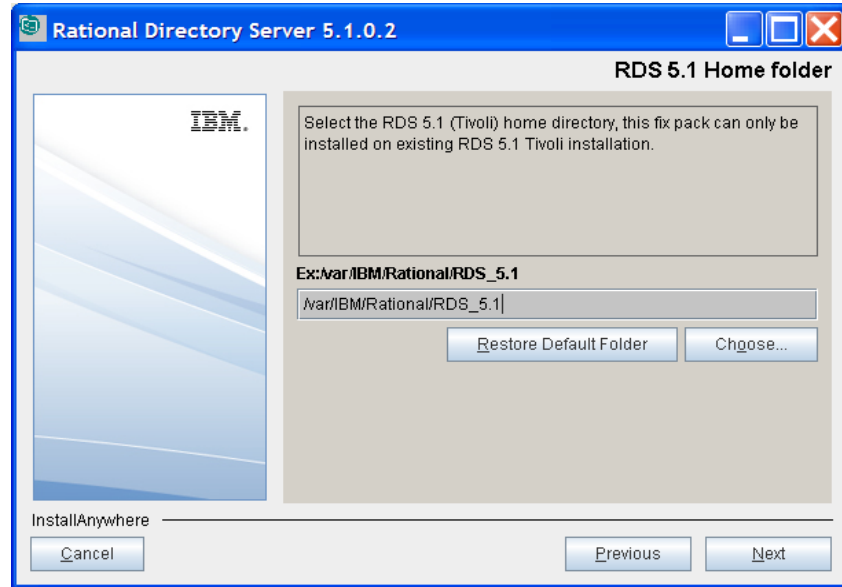 Rational Directory Server 5.1.0.2
RDS 5.1 Home folder
IBM.
Select the RDS 5.1 (Tivoli) home directory, this fix pack can only be
installed on existing RDS 5.1 Tivoli installation.
Ex:/var/IBM/Rational/RDS_5.1
/var/IBM/Rational/RDS_5.1
Restore Default Folder
Choose...
InstallAnywhere
Cancel
Previous
Next